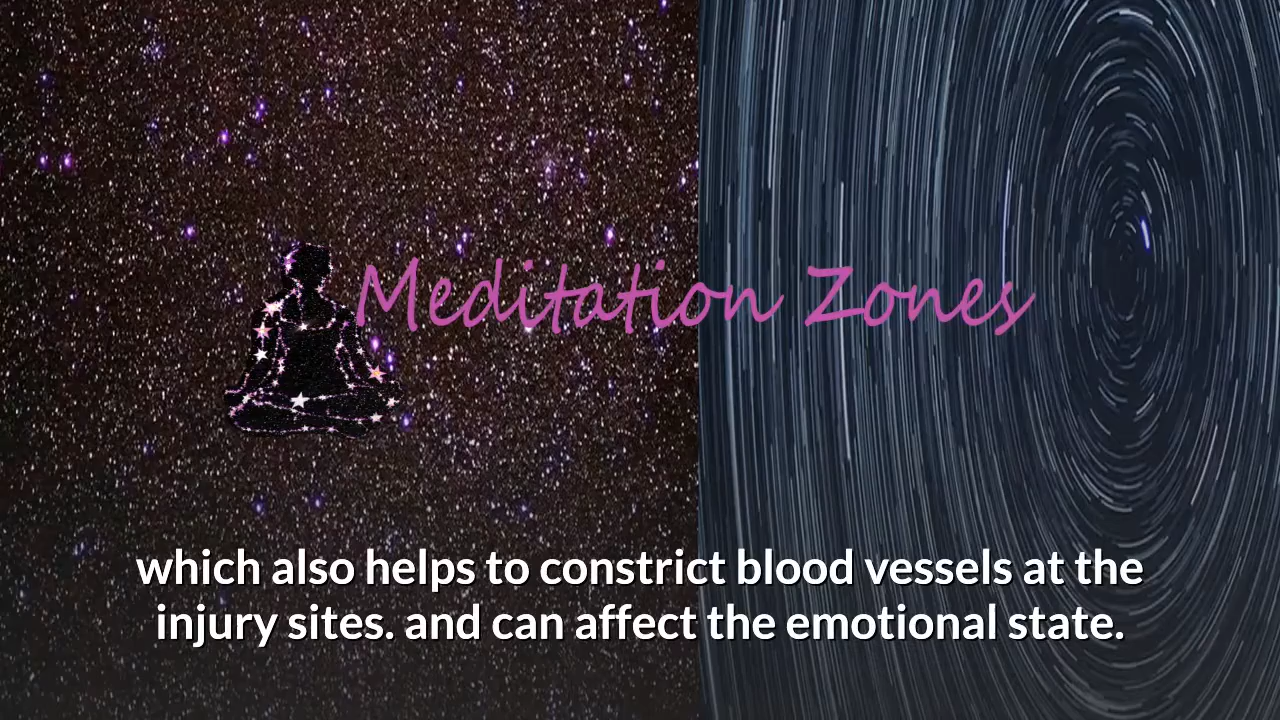 Meditation Zones
which also helps to constrict blood vessels at the
injury sites. and can affect the emotional state.